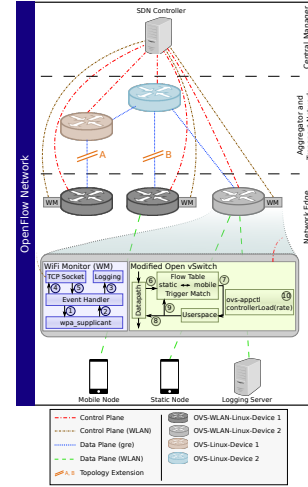 SDN Controller
Central Manager
Aggregator and
OpenFlow Network
A
B
WM
WM
WM
Network Edge
WiFi Monitor (WM)
Modified Open vSwitch
TCP Socket
Logging
4
5
3
Event Handler
1
2
wpa_supplicant
Datapath
6
Flow Table
static
mobile
Trigger Match
7
9
8
Userspace
10
ovs-appctl
controllerLoad(rate)
Mobile Node
Static Node
Logging Server
Control Plane
Control Plane (WLAN)
Data Plane (gre)
Data Plane (WLAN)
A, B
Topology Extension
OVS-WLAN-Linux-Device 1
OVS-WLAN-Linux-Device 2
OVS-Linux-Device 1
OVS-Linux-Device 2